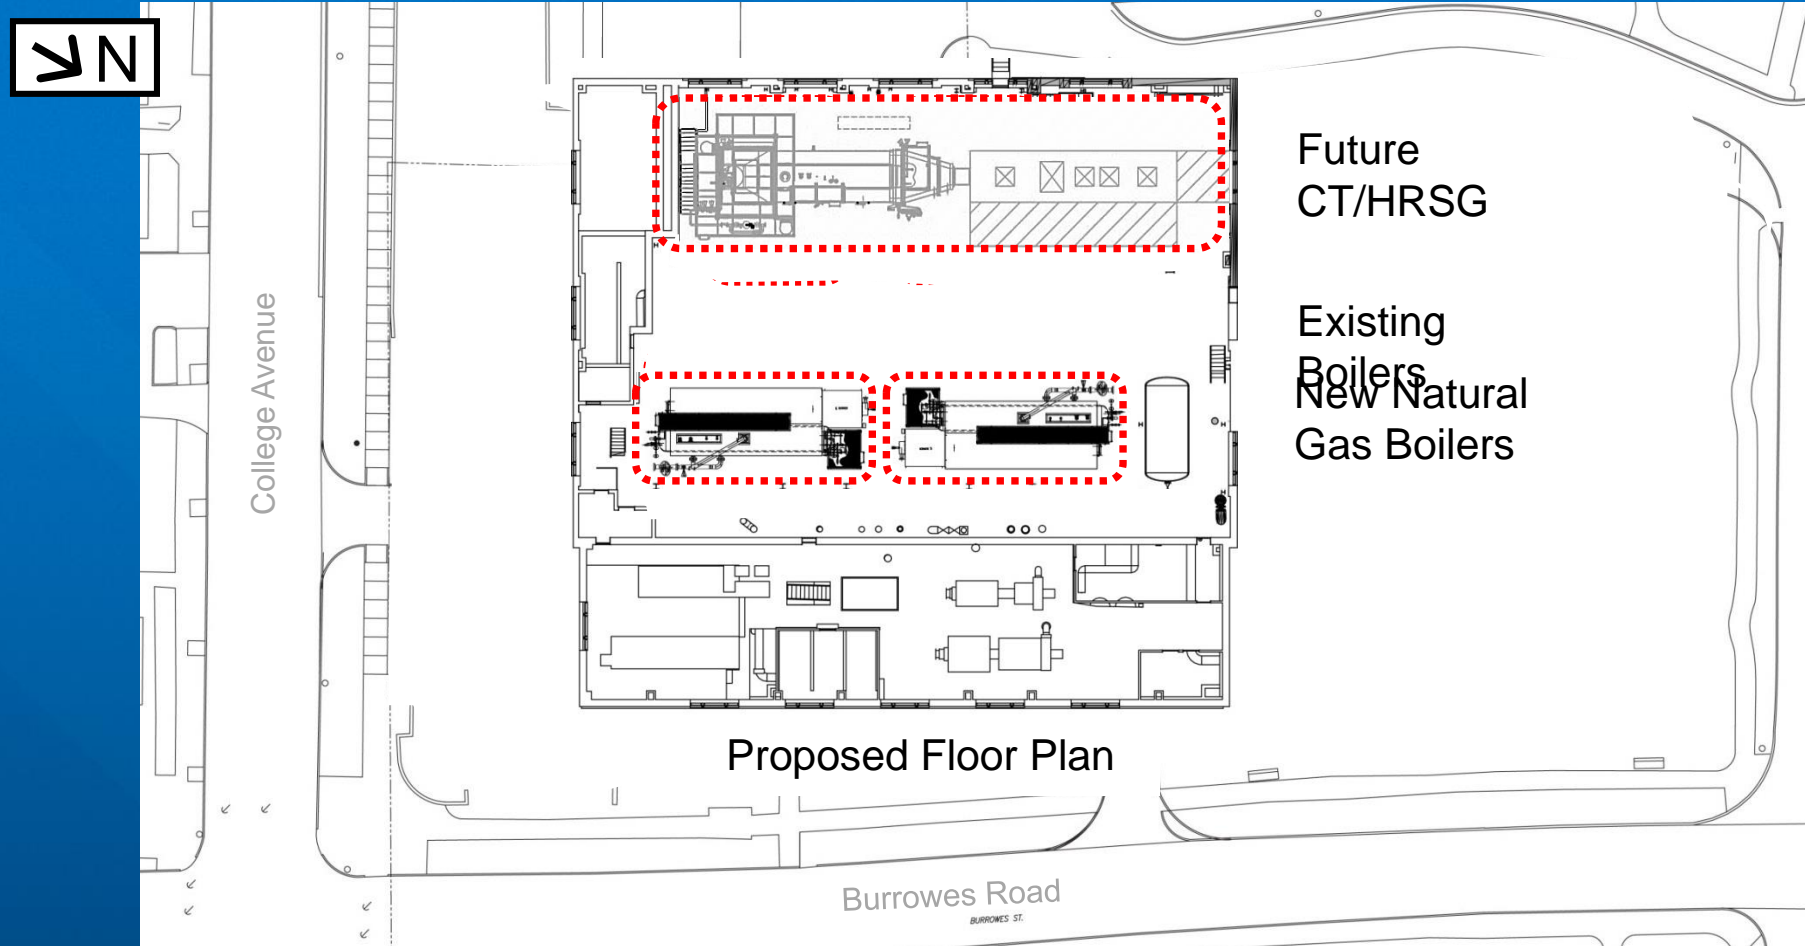 N
Future
CT/HRSG
Existing
Boilers
New Natural
Gas Boilers
College Avenue
Proposed Floor Plan
Burrowes Road
BURROWES ST.